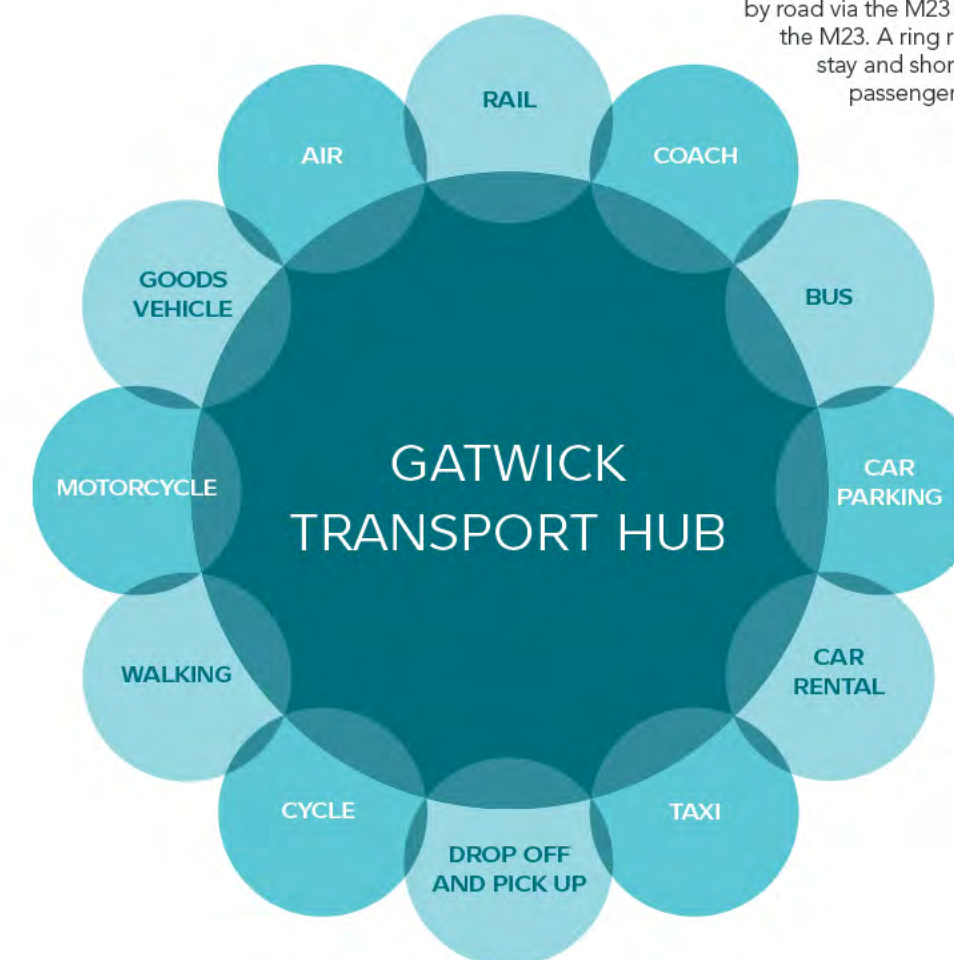 by road via the M23
the M23. A ring
stay and
passenger
RAIL
COACH
BUS
CAR
PARKING
CAR
RENTAL
TAXI
DROP OFF
AND PICK UP
CYCLE
WALKING
MOTORCYCLE
GOODS
VEHICLE
AIR
GATWICK
TRANSPORT HUB